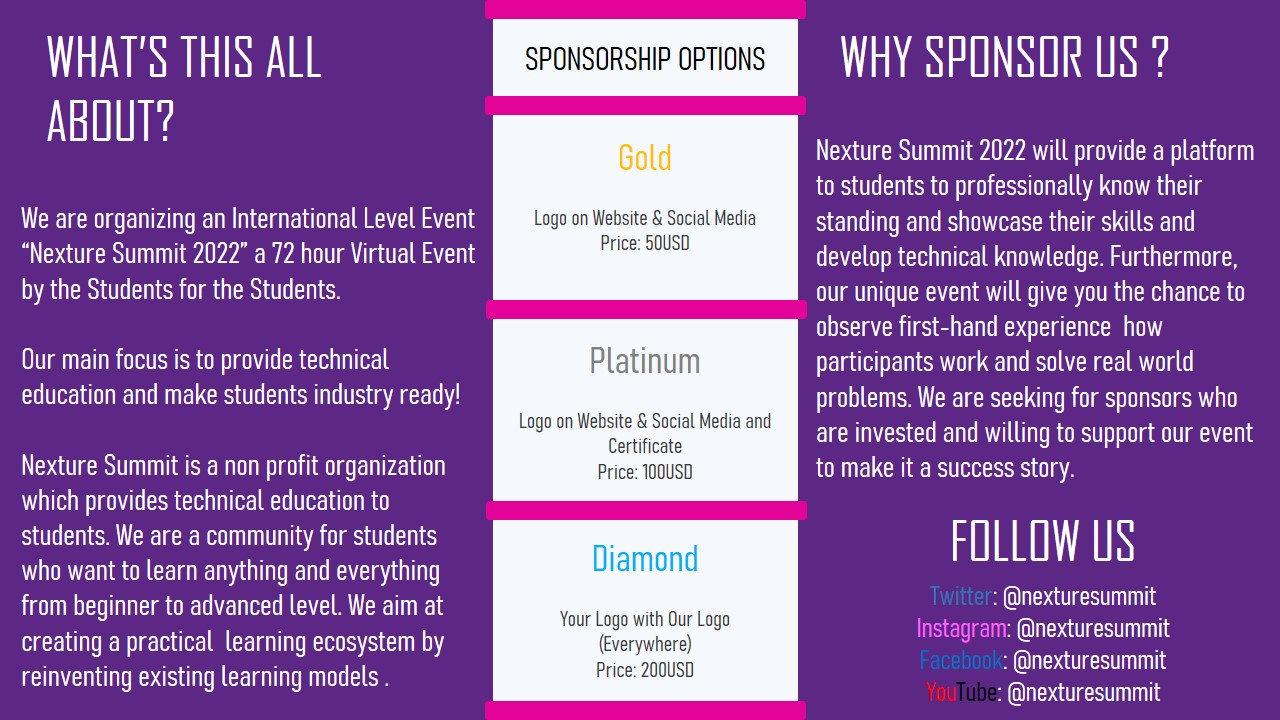 WHAT'S THIS ALL
ABOUT?
We are organizing an International Level Event
“Nexture Summit 2022” a 72 hour Virtual Event
by the Students for the Students.
Our main focus is to provide technical
education and make students industry ready!
Nexture Summit is a non profit organization
which provides technical education to
students. We are a community for students
who want to learn anything and everything
from beginner to advanced level. We aim at
creating a practical  learning ecosystem by
reinventing existing learning models .
SPONSORSHIP OPTIONS
Gold
Logo on Website & Social Media
Price: 50USD
Platinum
Logo on Website & Social Media and
Certificate
Price: 100USD
Diamond
Your Logo with Our Logo
(Everywhere)
Price: 200USD
WHY SPONSOR US ?
Nexture Summit 2022 will provide a platform
to students to professionally know their
standing and showcase their skills and
develop technical knowledge. Furthermore,
our unique event will give you the chance to
observe first-hand experience  how
participants work and solve real world
problems. We are seeking for sponsors who
are invested and willing to support our event
to make it a success story.
FOLLOW US
Twitter: @nexturesummit
Instagram: @nexturesummit
Facebook: @nexturesummit
YouTube: @nexturesummit